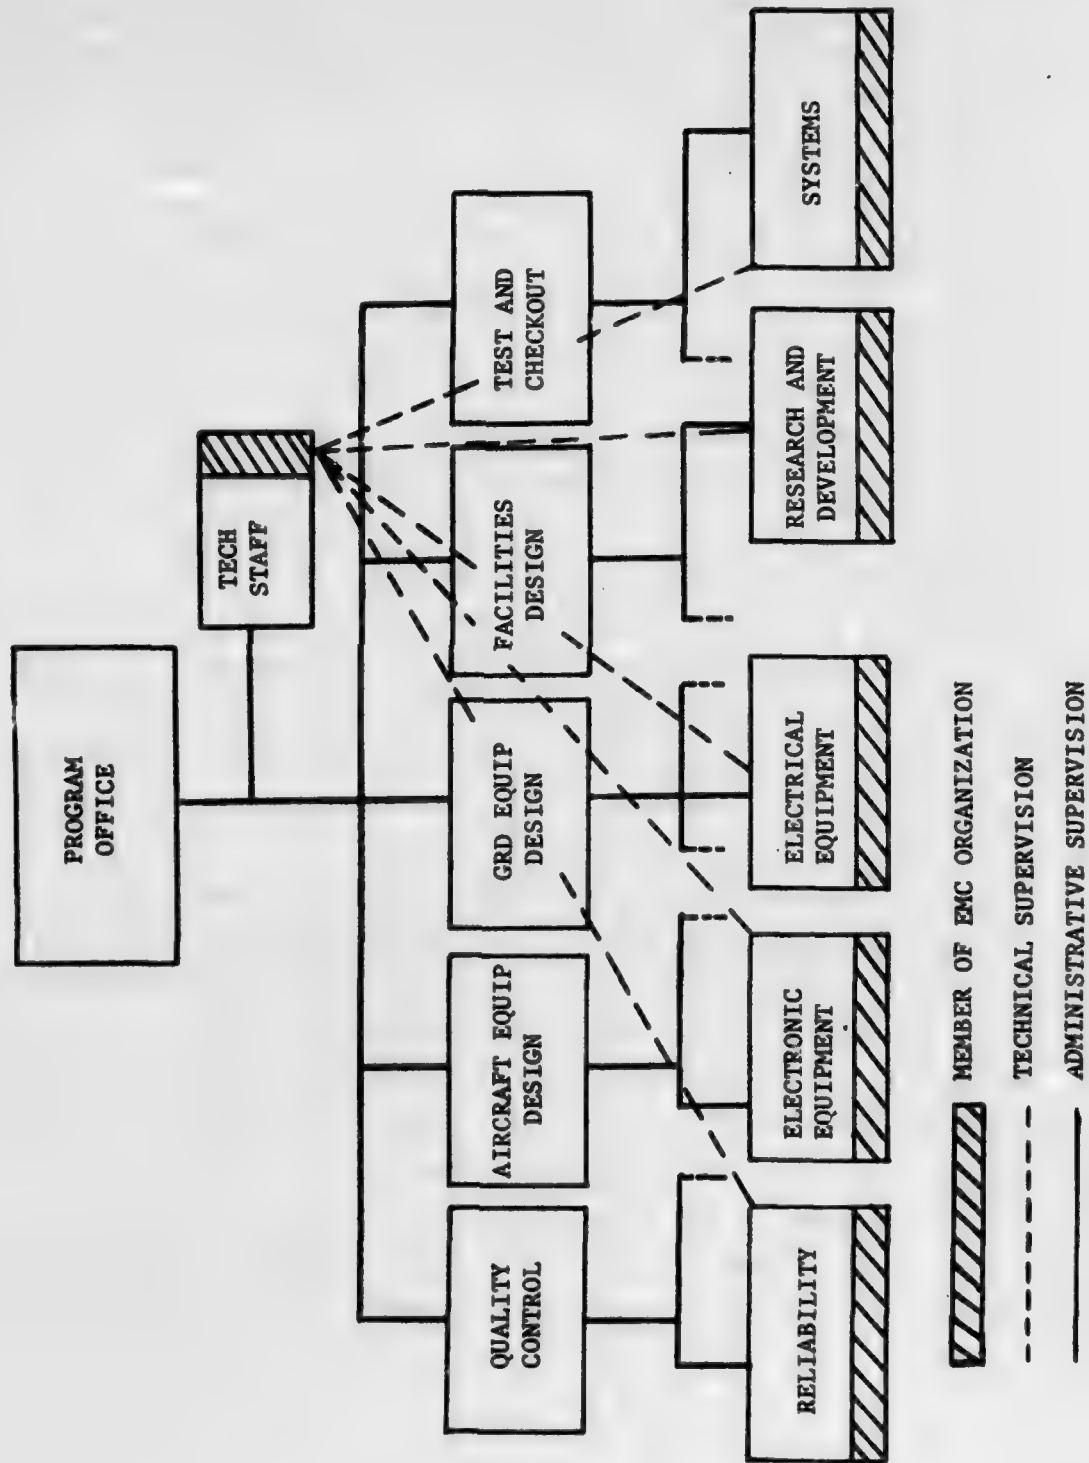 PROGRAM
OFFICE
TECH
STAFF
QUALITY
CONTROL
AIRCRAFT EQUIP
DESIGN
GRD EQUIP
DESIGN
FACILITIES
DESIGN
TEST AND
CHECKOUT
RELIABILITY
ELECTRONIC
EQUIPMENT
ELECTRICAL
EQUIPMENT
RESEARCH AND
DEVELOPMENT
SYSTEMS
MEMBER OF EMC ORGANIZATION
TECHNICAL SUPERVISION
ADMINISTRATIVE SUPERVISION